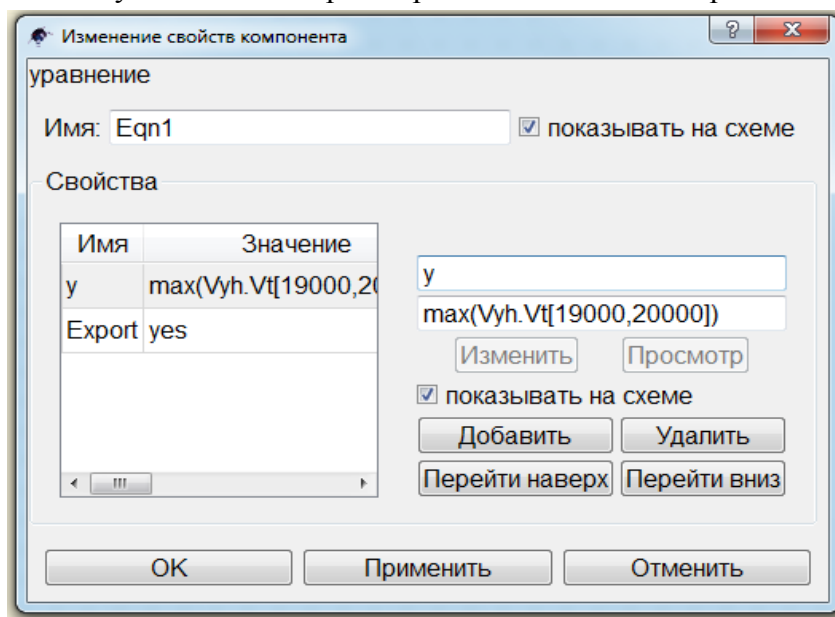 Изменение свойств компонента
уравнение
Имя: Eqn1 показывать на схеме
Свойства
Имя Значение
y max(Vyh.Vt[19000,20
Export yes
y
max(Vyh.Vt[19000,20000])
Изменить Просмотр
показывать на схеме
Добавить Удалить
Перейти наверх Перейти вниз
OK Применить Отменить